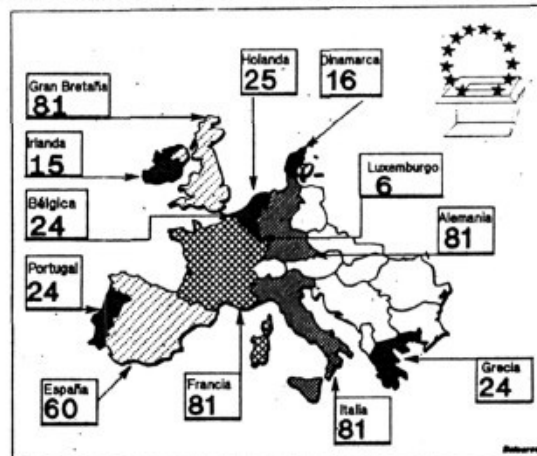 Holanda
25
Dinamarca
16
Gran Bretaña
81
Irlanda
15
Luxemburgo
6
Bélgica
24
Alemania
81
Portugal
24
España
60
Francia
81
Italia
81
Grecia
24